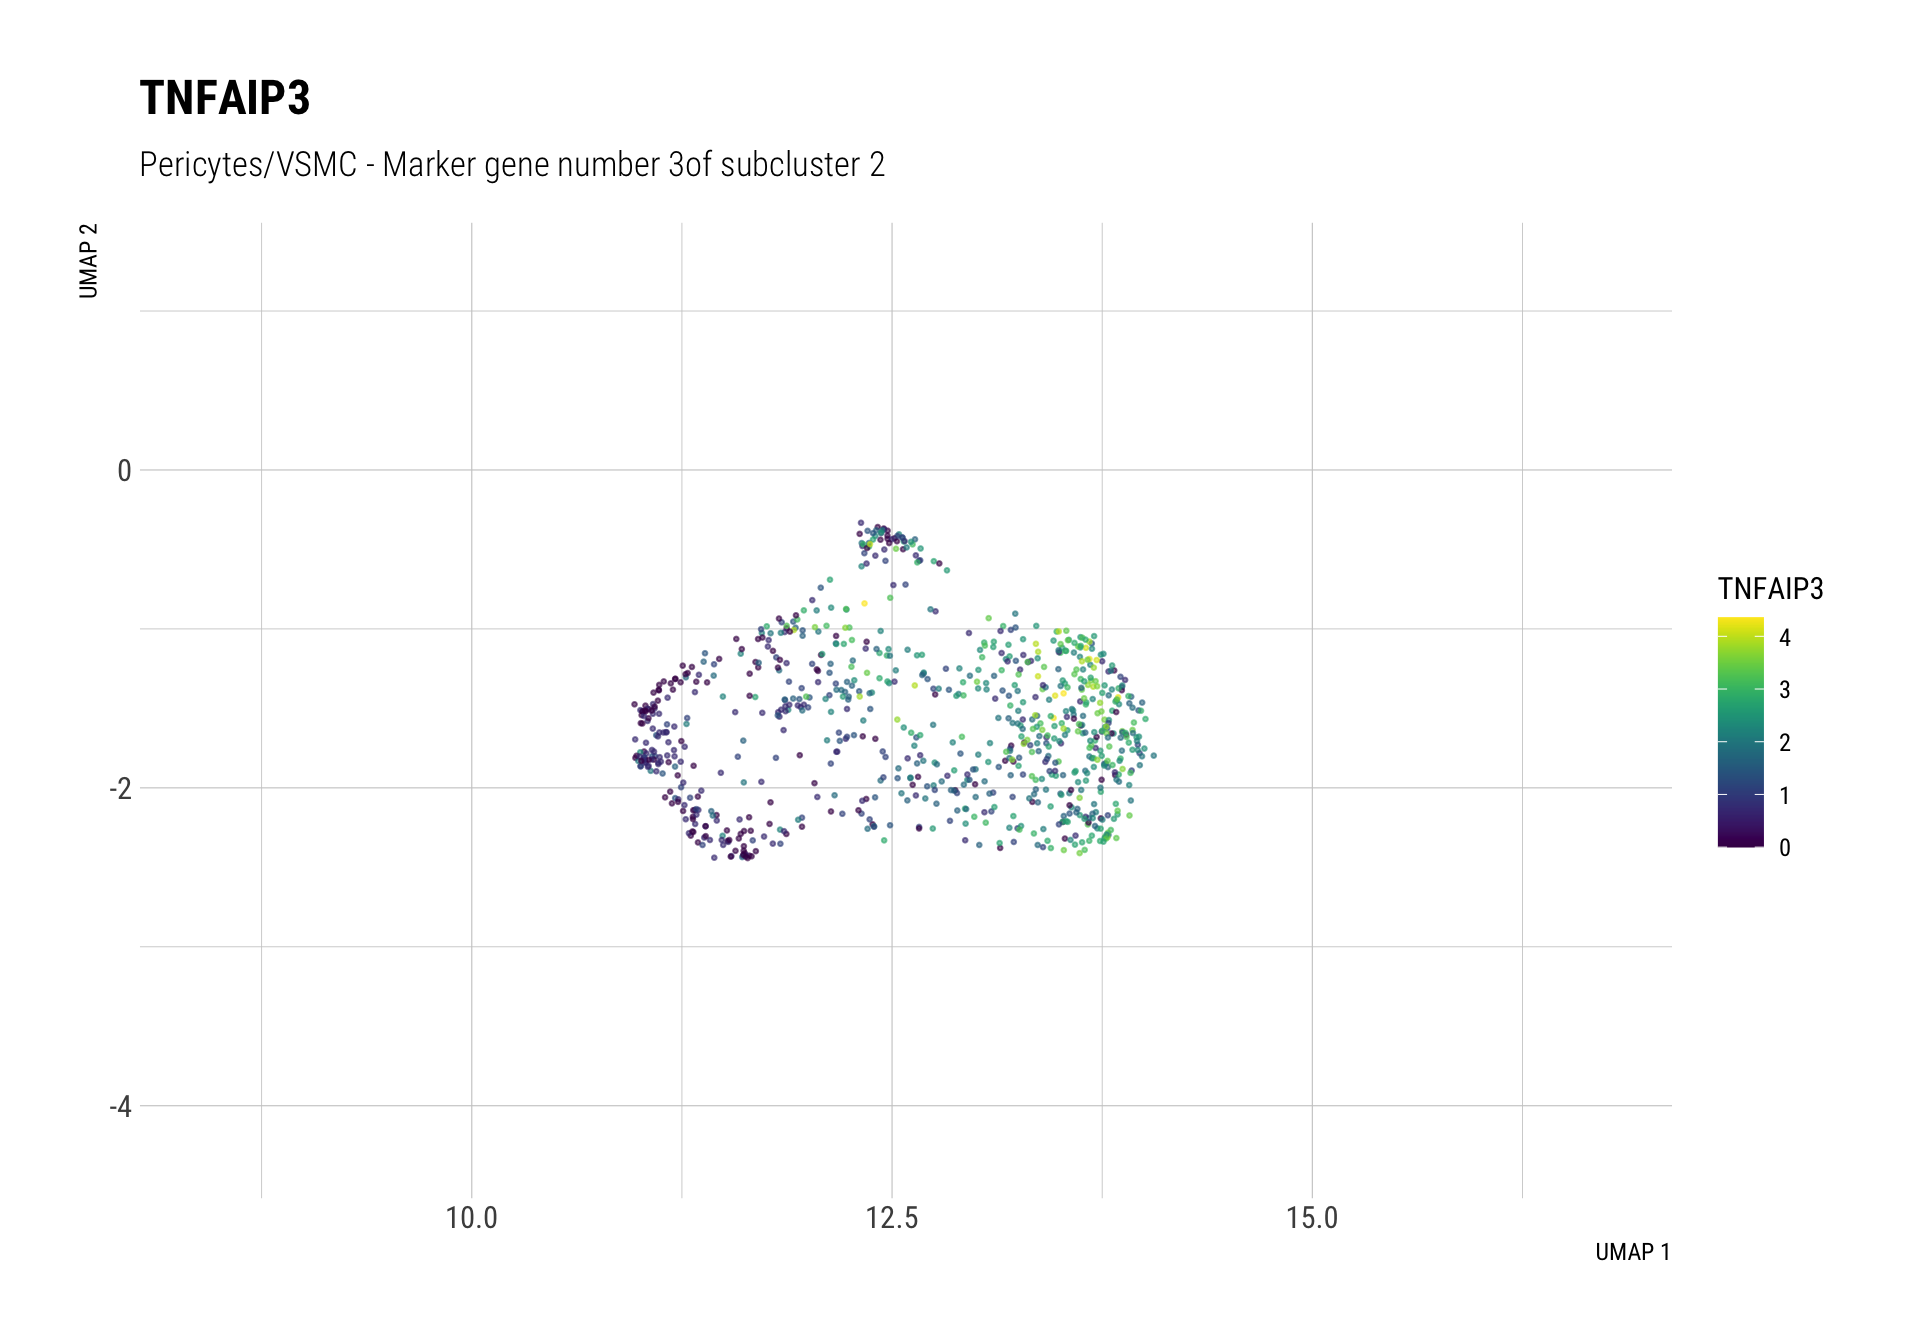 TNFAIP3
Pericytes/VSMC - Marker gene number 3of subcluster 2
UMAP 2
0
-2
-4
10.0
12.5
15.0
UMAP 1
TNFAIP3
4
3
2
1
0